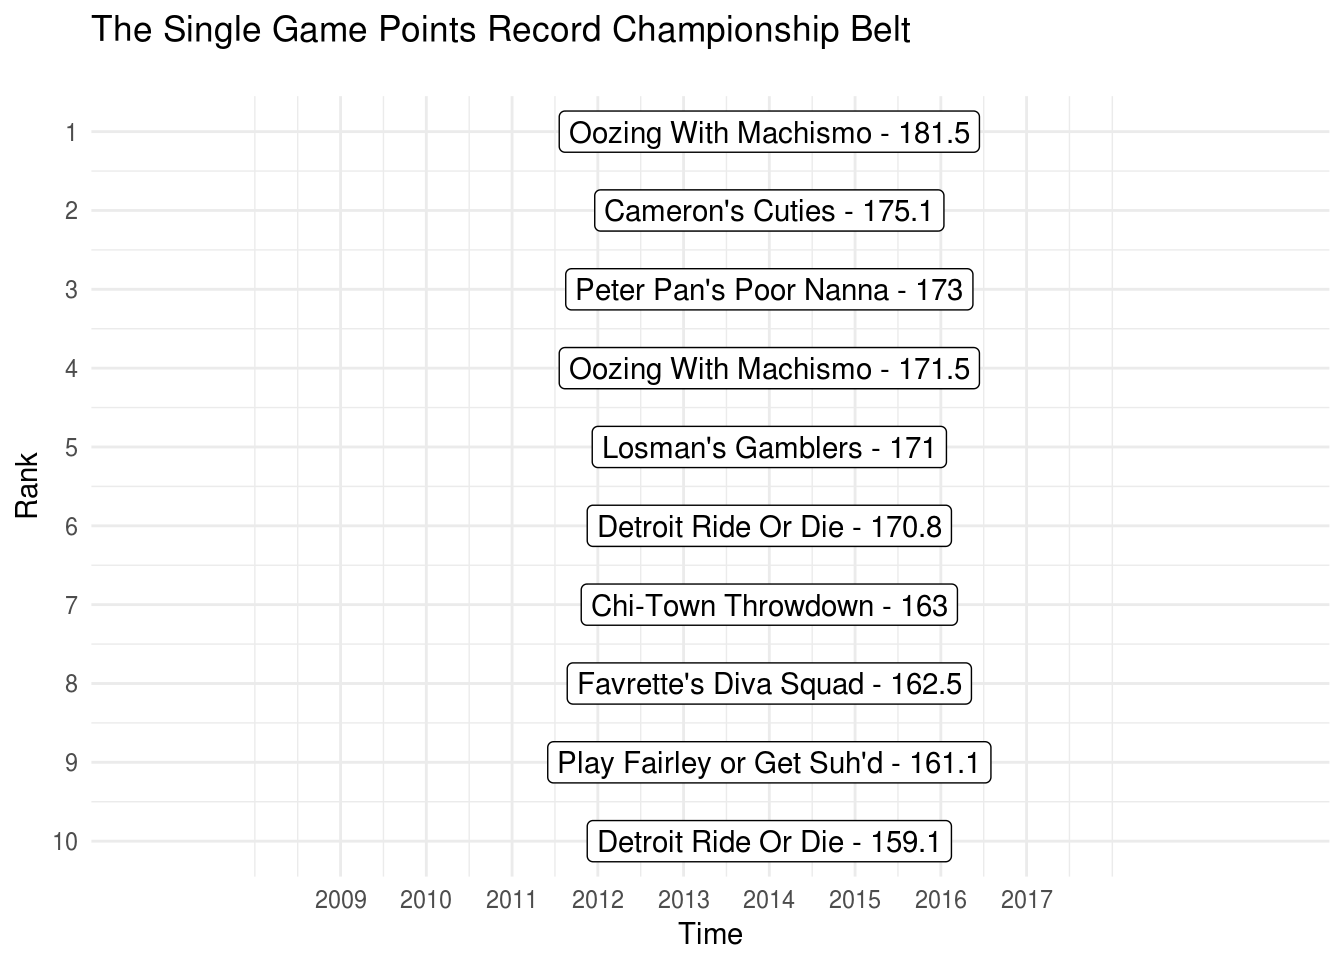 The Single Game Points Record Championship Belt
1
Oozing With Machismo - 181.5
2
Cameron's Cuties - 175.1
3
Peter Pan's Poor Nanna - 173
4
Oozing With Machismo - 171.5
5
Losman's Gamblers - 171
Rank
6
Detroit Ride Or Die - 170.8
7
Chi-Town Throwdown - 163
8
Favrette's Diva Squad - 162.5
9
Play Fairley or Get Suh'd - 161.1
10
Detroit Ride Or Die - 159.1
2009 2010 2011 2012 2013 2014 2015 2016 2017
Time